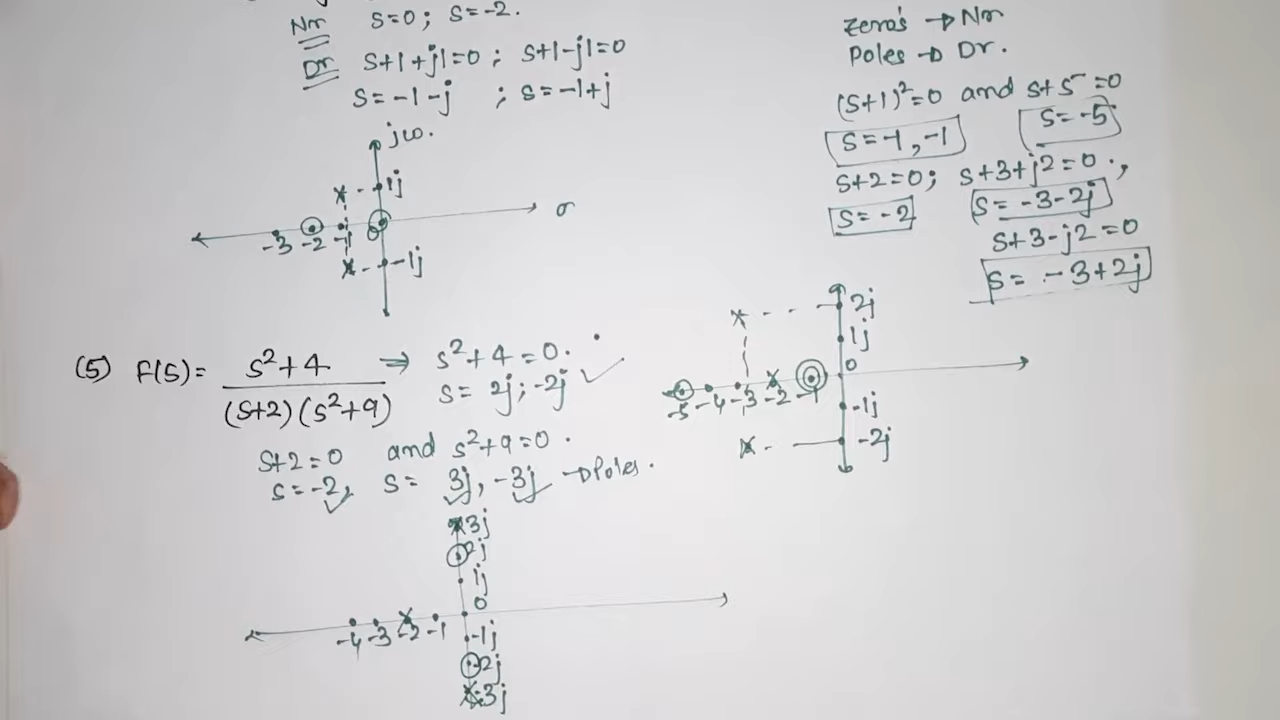 Nr S=0; S=-2.
Dr S+1+j1=0; S+1-j1=0
S=-1-j ; S=-1+j
jω.
1j
σ
-3 -2 -1 0
-1j
Zeros → Nr
Poles → Dr.
(S+1)²=0 and S+5=0
S=-1,-1 S=-5
S+2=0; S+3+j2=0.,
S=-2 S=-3-2j
S+3-j2=0
S= -3+2j
2j
1j
0
-5 -4 -3 -2 -1
-1j
-2j
(5) F(S)= S²+4 ⇒ S²+4=0.
(S+2)(S²+9) S= 2j;-2j ✓
S+2=0 and S²+9=0.
S=-2, S= 3j, -3j → Poles.
3j
2j
1j
0
-4 -3 -2 -1
-1j
-2j
-3j